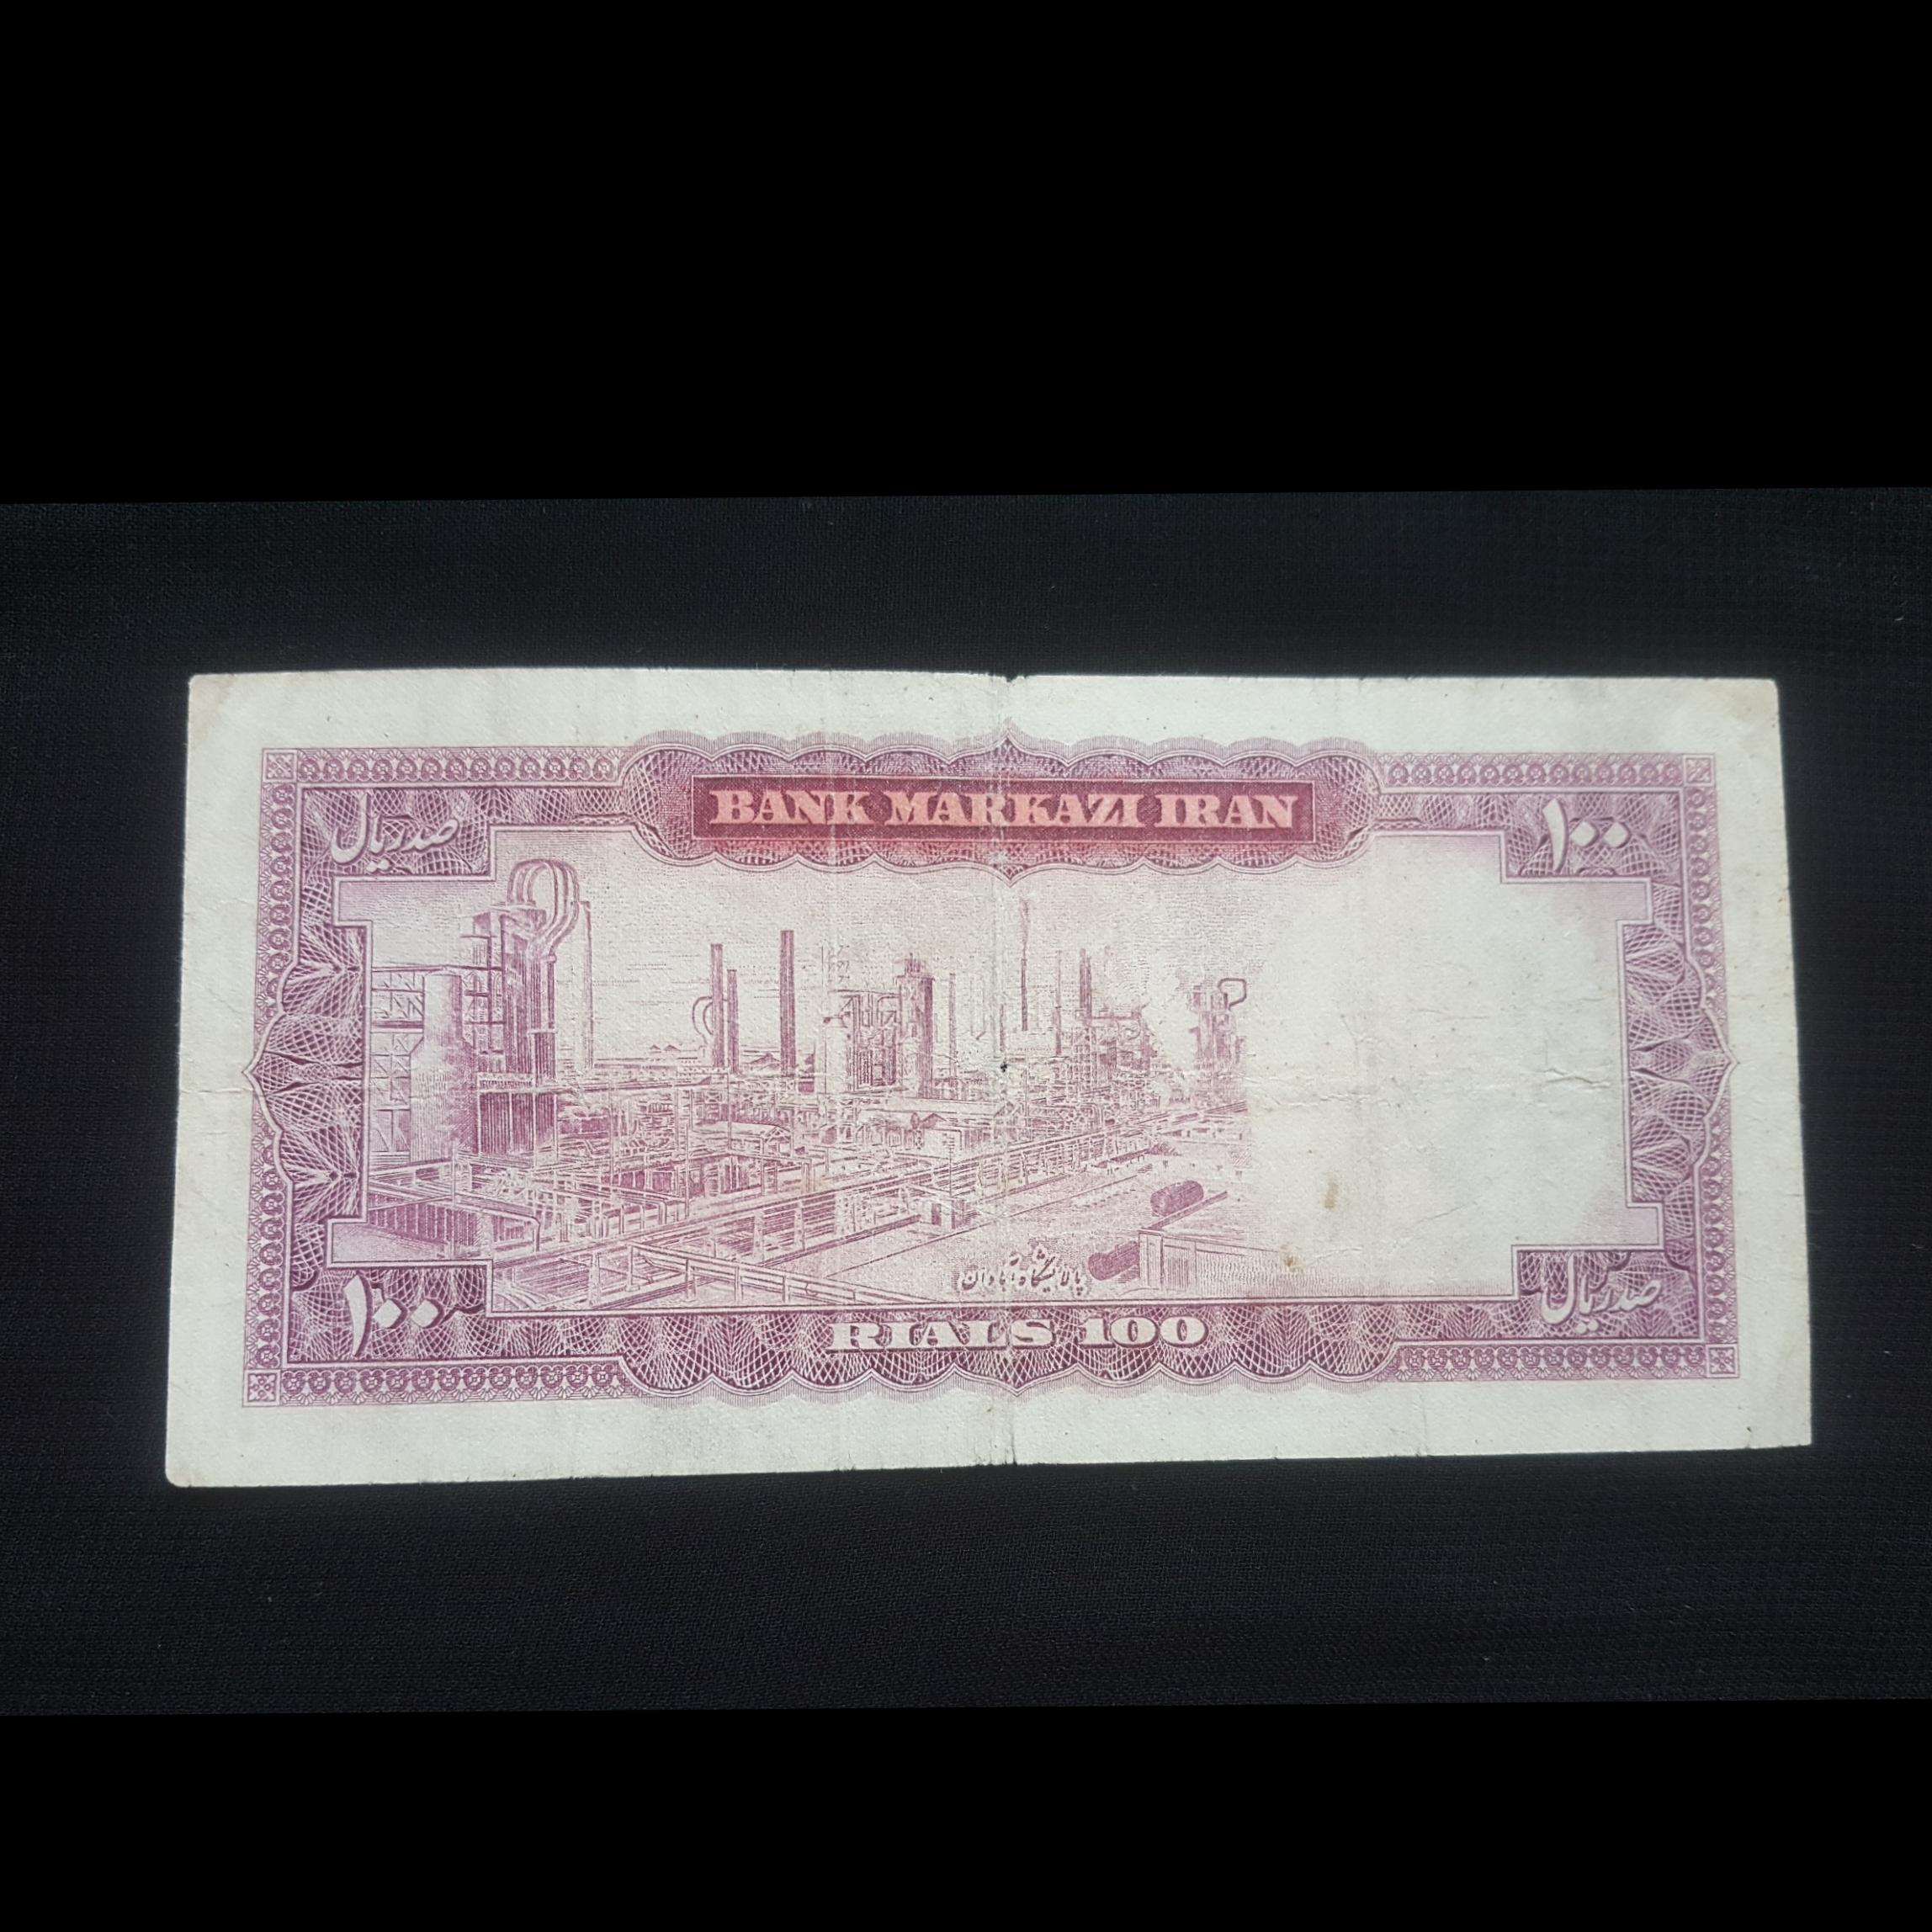 BANK MARKAZI IRAN
صد ریال
۱۰۰
پالایشگاه آبادان
۱۰۰
RIALS 100
صد ریال